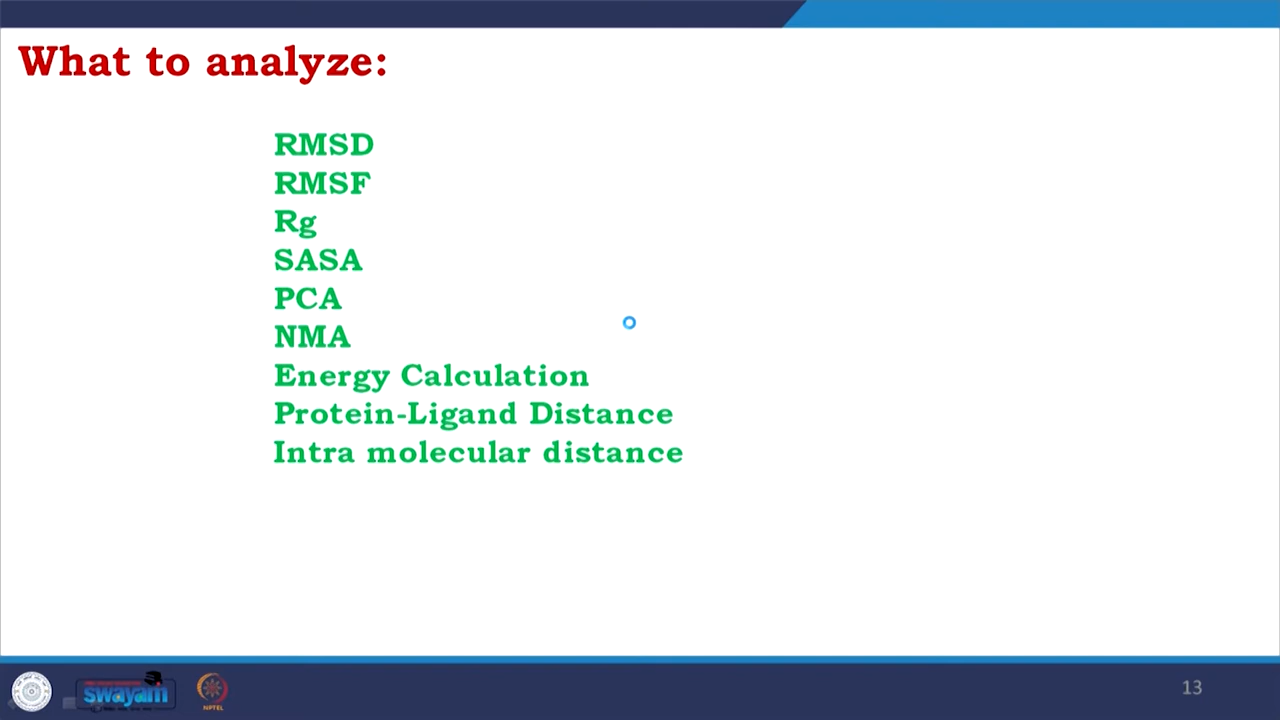 What to analyze:
RMSD
RMSF
Rg
SASA
PCA
NMA
Energy Calculation
Protein-Ligand Distance
Intra molecular distance
swayam
NPTEL
13